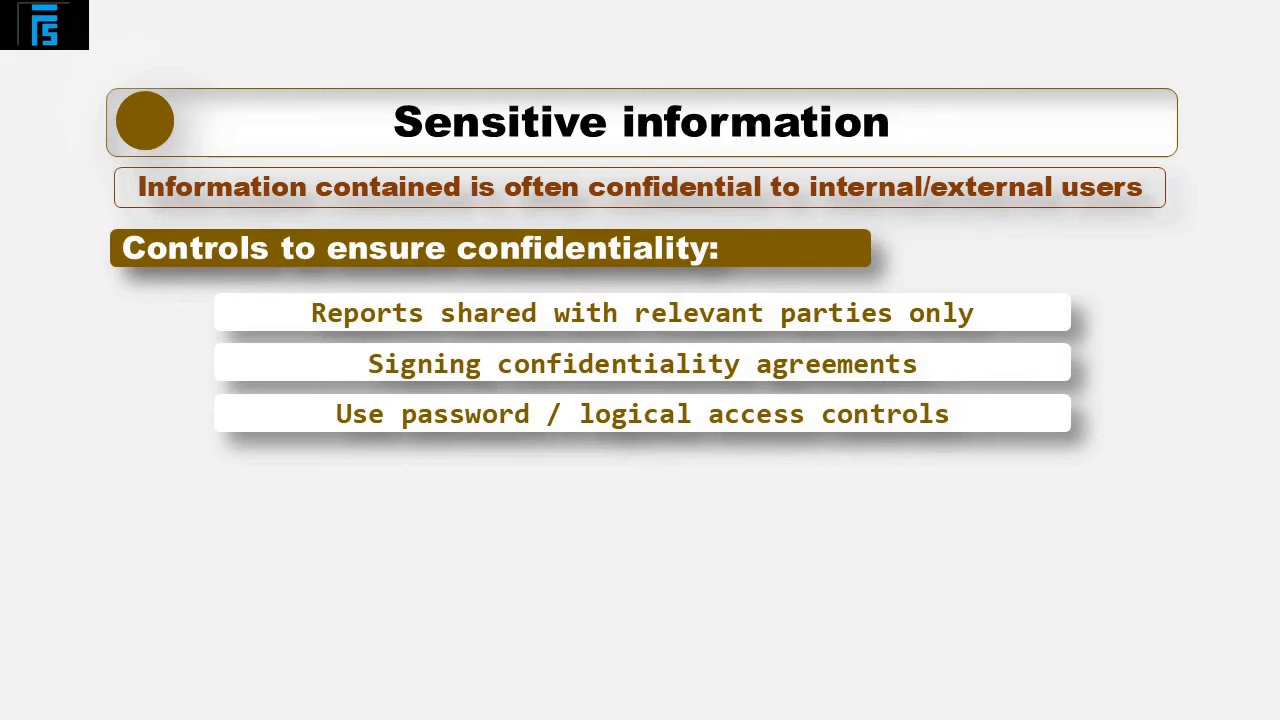 Sensitive information
Information contained is often confidential to internal/external users
Controls to ensure confidentiality:
Reports shared with relevant parties only
Signing confidentiality agreements
Use password / logical access controls